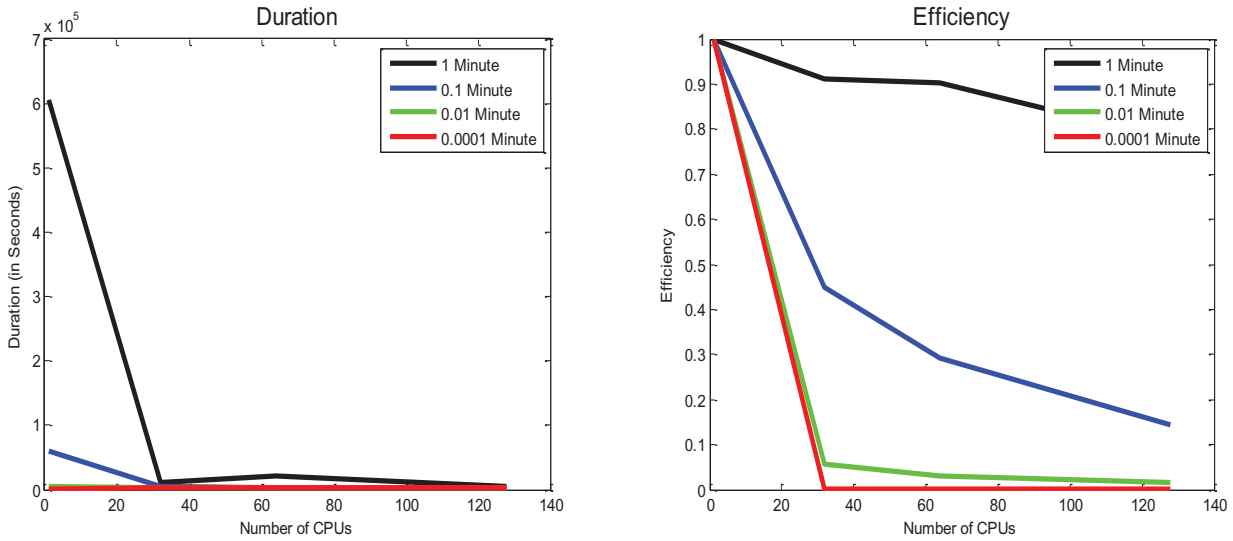 Duration
x 10^5
7
6
5
4
3
2
1
0
Duration (in Seconds)
0 20 40 60 80 100 120 140
Number of CPUs
1 Minute
0.1 Minute
0.01 Minute
0.0001 Minute
Efficiency
1
0.9
0.8
0.7
0.6
0.5
0.4
0.3
0.2
0.1
0
Efficiency
0 20 40 60 80 100 120 140
Number of CPUs
1 Minute
0.1 Minute
0.01 Minute
0.0001 Minute